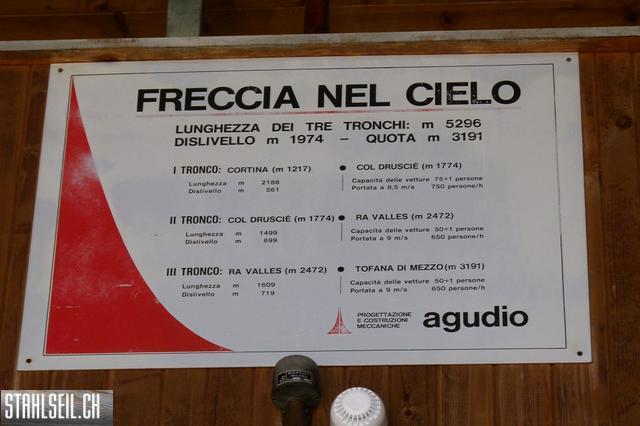 FRECCIA NEL CIELO
LUNGHEZZA DEI TRE TRONCHI: m 5296
DISLIVELLO m 1974 – QUOTA m 3191
I TRONCO: CORTINA (m 1217) ● COL DRUSCIÈ (m 1774)
Lunghezza m 2188 Capacità delle vetture 75+1 persone
Dislivello m 561 Portata a 8,5 m/s 750 persone/h
II TRONCO: COL DRUSCIÈ (m 1774) ● RA VALLES (m 2472)
Lunghezza m 1499 Capacità delle vetture 50+1 persone
Dislivello m 699 Portata a 9 m/s 650 persone/h
III TRONCO: RA VALLES (m 2472) ● TOFANA DI MEZZO (m 3191)
Lunghezza m 1609 Capacità delle vetture 50+1 persone
Dislivello m 719 Portata a 9 m/s 650 persone/h
PROGETTAZIONE
E COSTRUZIONI
MECCANICHE
agudio
STAHLSEIL.CH